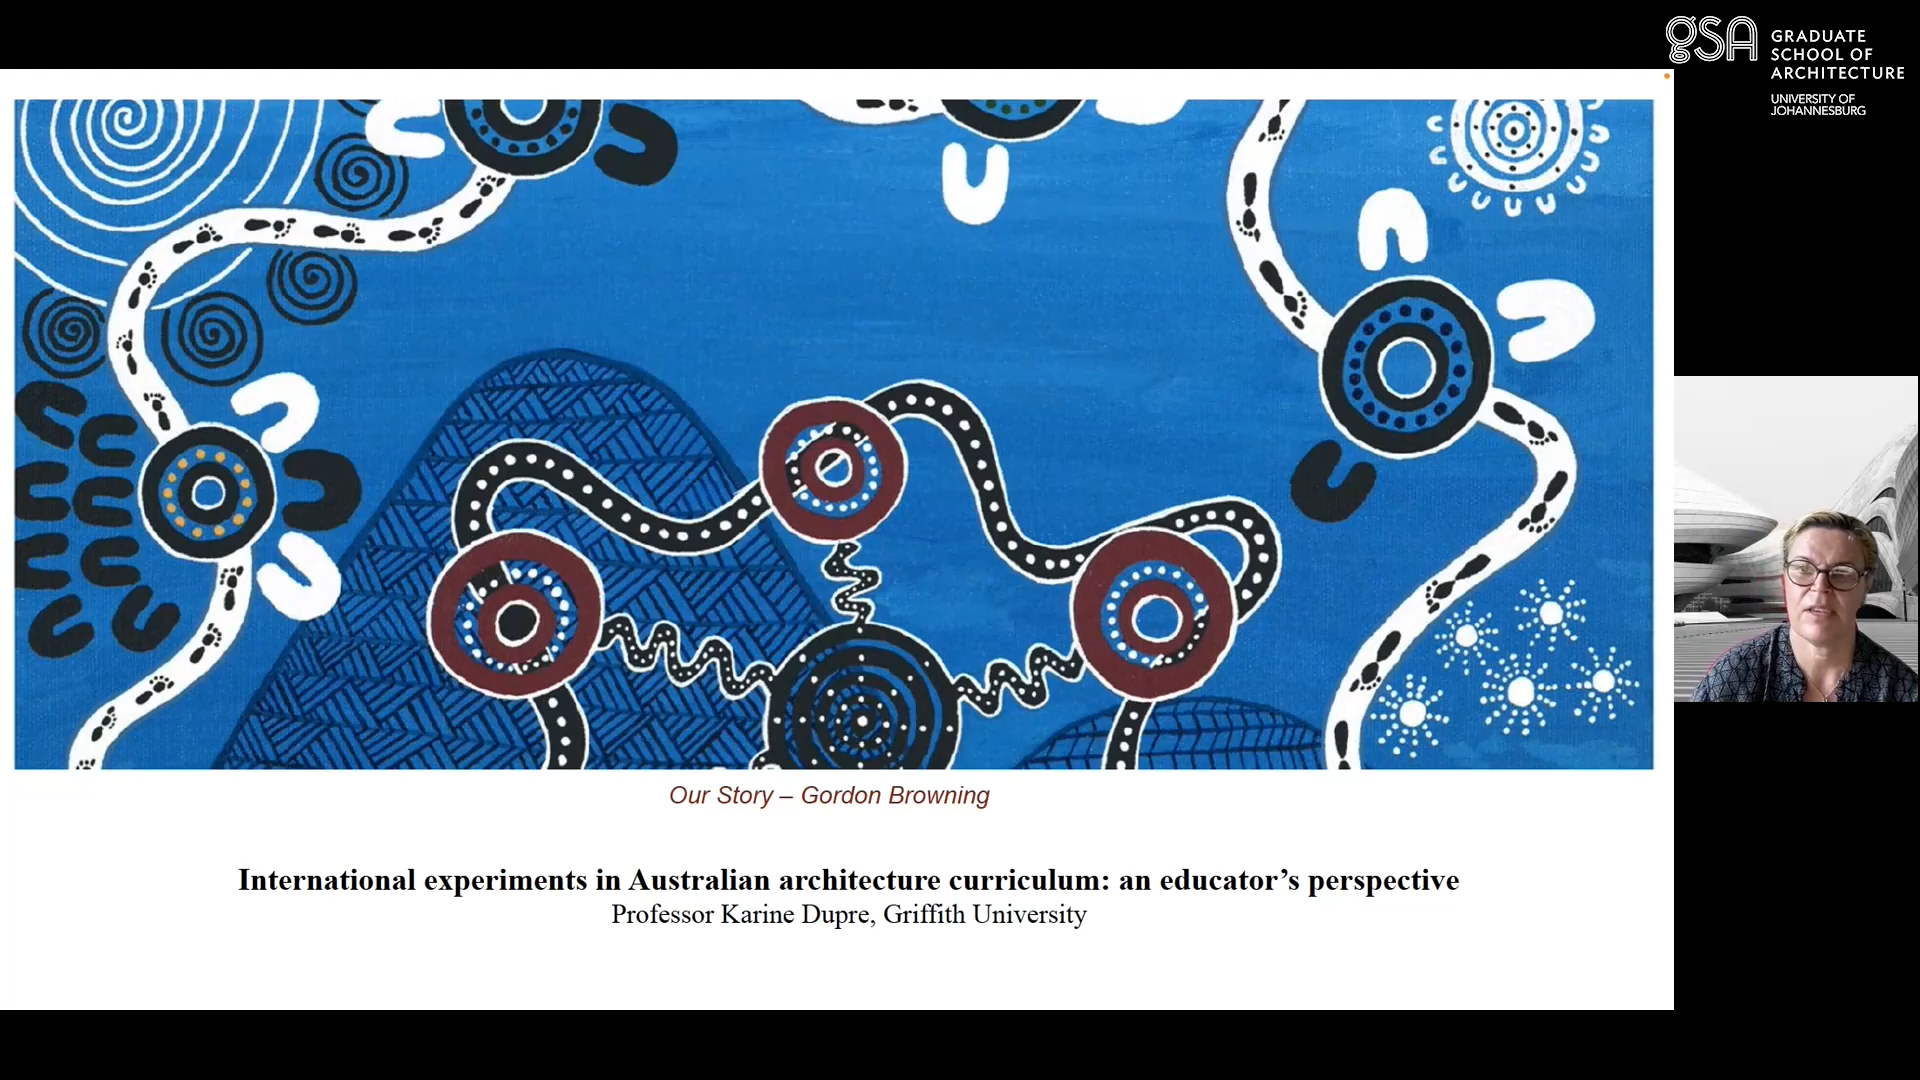 gsa
GRADUATE
SCHOOL OF
ARCHITECTURE
UNIVERSITY OF
JOHANNESBURG
Our Story – Gordon Browning
International experiments in Australian architecture curriculum: an educator’s perspective
Professor Karine Dupre, Griffith University